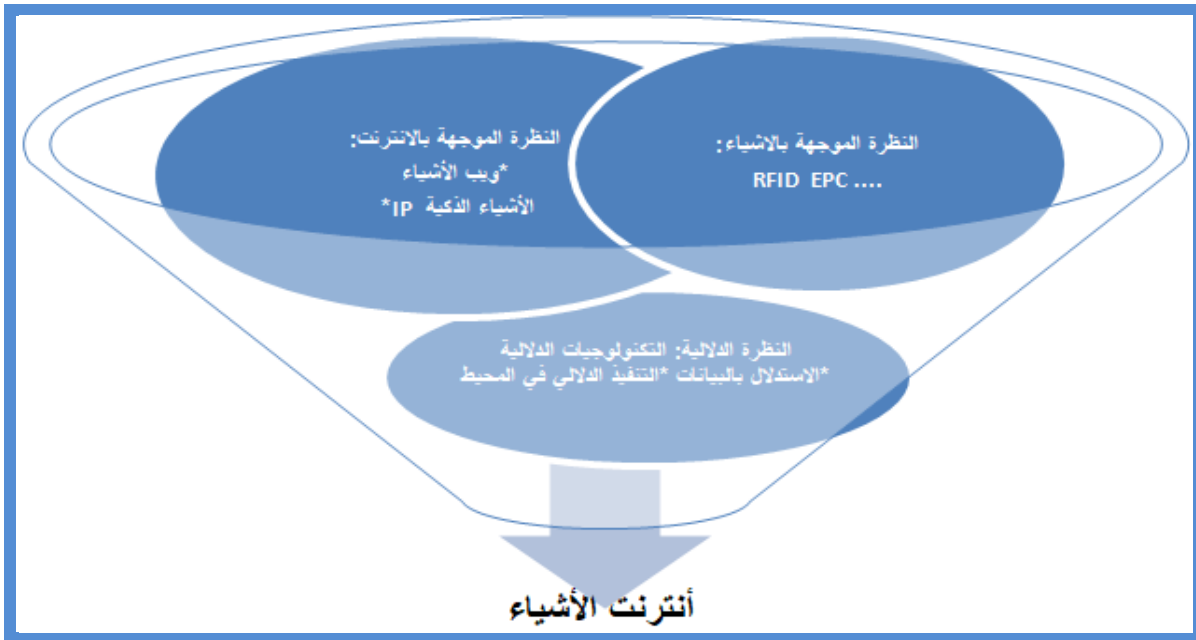 النظرة الموجهة بالاشياء:
RFID EPC ....
النظرة الموجهة بالانترنت:
*ويب الأشياء
الأشياء الذكية IP*
النظرة الدلالية: التكنولوجيات الدلالية
*الاستدلال بالبيانات *التنفيذ الدلالي في المحيط
أنترنت الأشياء